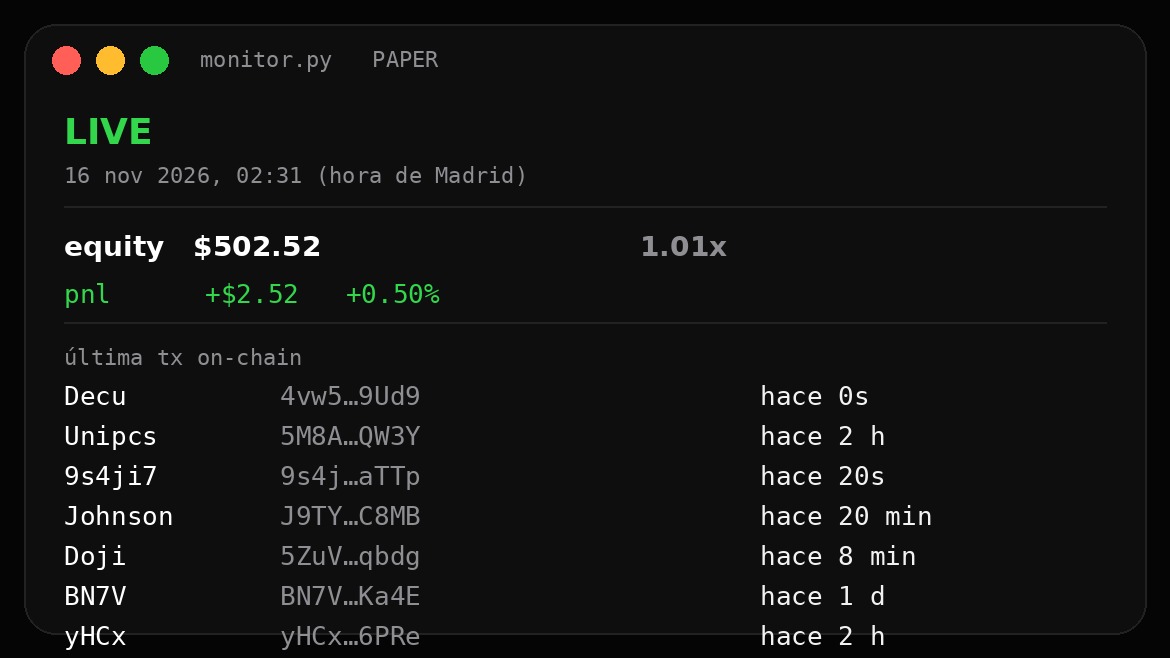 monitor.py PAPER
LIVE
16 nov 2026, 02:31 (hora de Madrid)
equity $502.52 1.01x
pnl +$2.52 +0.50%
última tx on-chain
Decu 4vw5…9Ud9 hace 0s
Unipcs 5M8A…QW3Y hace 2 h
9s4ji7 9s4j…aTTp hace 20s
Johnson J9TY…C8MB hace 20 min
Doji 5ZuV…qbdg hace 8 min
BN7V BN7V…Ka4E hace 1 d
yHCx yHCx…6PRe hace 2 h